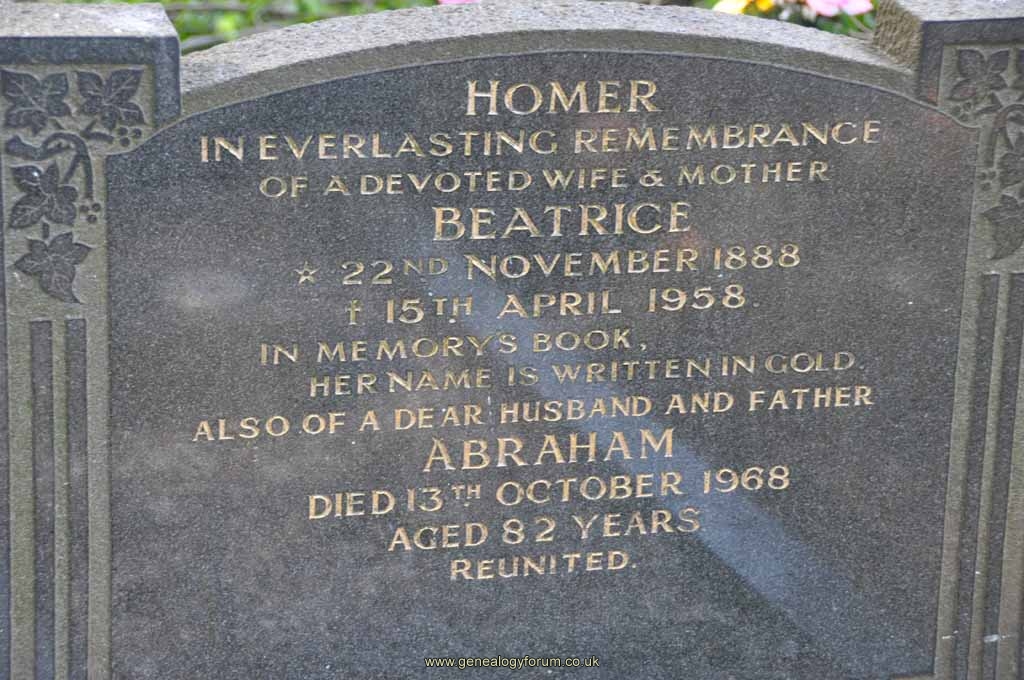 HOMER
IN EVERLASTING REMEMBRANCE
OF A DEVOTED WIFE & MOTHER
BEATRICE
☆ 22ND NOVEMBER 1888
† 15TH APRIL 1958
IN MEMORY'S BOOK,
HER NAME IS WRITTEN IN GOLD.
ALSO OF A DEAR HUSBAND AND FATHER
ABRAHAM
DIED 13TH OCTOBER 1968
AGED 82 YEARS
REUNITED.
www.genealogyforum.co.uk